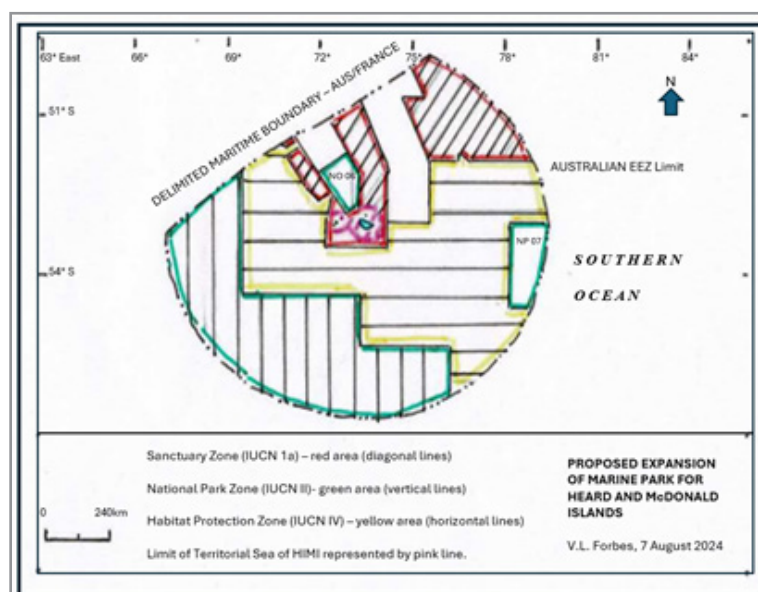 63° East 66° 69° 72° 75° 78° 81° 84°
N
51° S
DELIMITED MARITIME BOUNDARY – AUS/FRANCE
AUSTRALIAN EEZ Limit
NO 06
NP 07
54° S
SOUTHERN
OCEAN
Sanctuary Zone (IUCN 1a) – red area (diagonal lines)
National Park Zone (IUCN II)- green area (vertical lines)
Habitat Protection Zone (IUCN IV) – yellow area (horizontal lines)
Limit of Territorial Sea of HIMI represented by pink line.
0 240km
PROPOSED EXPANSION
OF MARINE PARK FOR
HEARD AND McDONALD
ISLANDS
V.L. Forbes, 7 August 2024